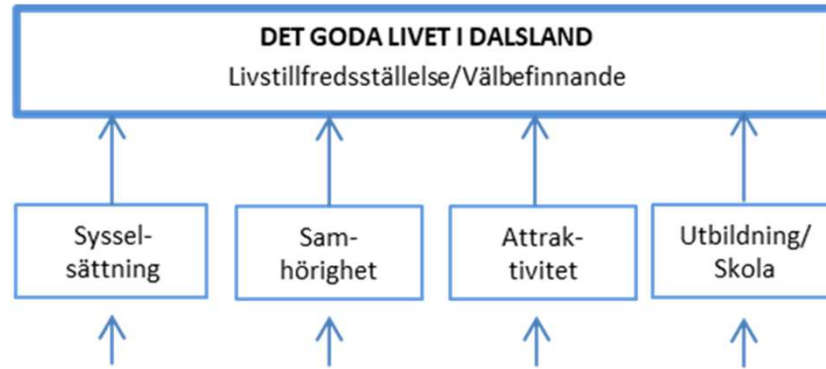 DET GODA LIVET I DALSLAND
Livstillfredsställelse/Välbefinnande
Syssel-
sättning
Sam-
hörighet
Attrak-
tivitet
Utbildning/
Skola